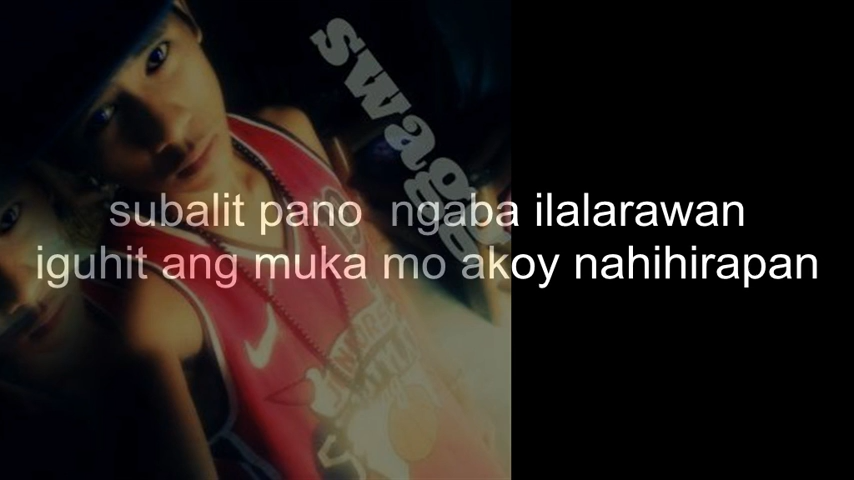 swagg
subalit pano ngaba ilalarawan
iguhit ang muka mo akoy nahihirapan